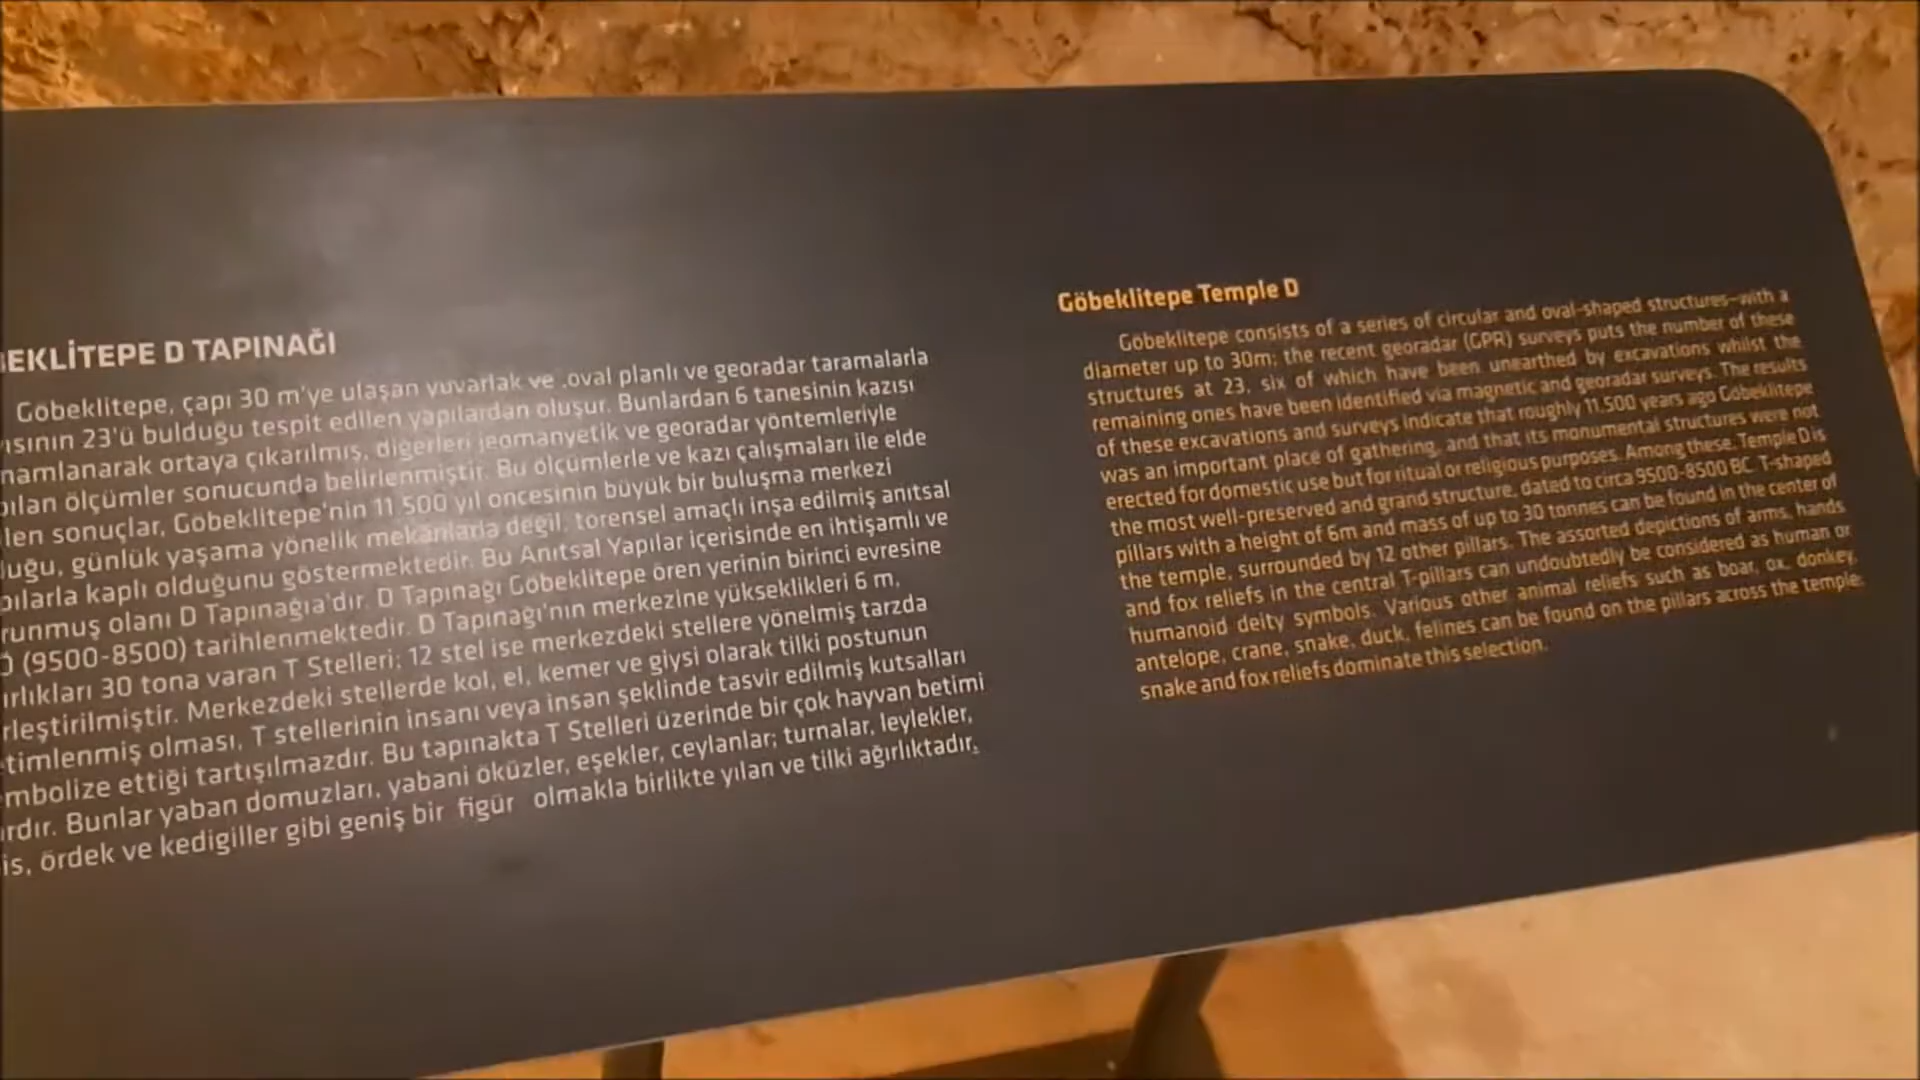 BEKLİTEPE D TAPINAĞI
Göbeklitepe, çapı 30 m'ye ulaşan yuvarlak ve .oval planlı ve georadar taramalarla
ısının 23'ü bulduğu tespit edilen yapılardan oluşur. Bunlardan 6 tanesinin kazısı
namlanarak ortaya çıkarılmış, diğerleri jeomanyetik ve georadar yöntemleriyle
pılan ölçümler sonucunda belirlenmiştir. Bu ölçümlerle ve kazı çalışmaları ile elde
len sonuçlar, Göbeklitepe'nin 11 500 yıl öncesinin büyük bir buluşma merkezi
uğu, günlük yaşama yönelik mekanlarla değil, törensel amaçlı inşa edilmiş anıtsal
pılarla kaplı olduğunu göstermektedir. Bu Anıtsal Yapılar içerisinde en ihtişamlı ve
runmuş olanı D Tapınağıa'dır. D Tapınağı Göbeklitepe ören yerinin birinci evresine
Ö (9500-8500) tarihlenmektedir. D Tapınağı'nın merkezine yükseklikleri 6 m,
ırlıkları 30 tona varan T Stelleri; 12 stel ise merkezdeki stellere yönelmiş tarzda
rleştirilmiştir. Merkezdeki stellerde kol, el, kemer ve giysi olarak tilki postunun
timlenmiş olması, T stellerinin insanı veya insan şeklinde tasvir edilmiş kutsalları
mbolize ettiği tartışılmazdır. Bu tapınakta T Stelleri üzerinde bir çok hayvan betimi
ırdır. Bunlar yaban domuzları, yabani öküzler, eşekler, ceylanlar; turnalar, leylekler,
is, ördek ve kedigiller gibi geniş bir figür olmakla birlikte yılan ve tilki ağırlıktadır.
Göbeklitepe Temple D
Göbeklitepe consists of a series of circular and oval-shaped structures–with a
diameter up to 30m; the recent georadar (GPR) surveys puts the number of these
structures at 23, six of which have been unearthed by excavations whilst the
remaining ones have been identified via magnetic and georadar surveys. The results
of these excavations and surveys indicate that roughly 11.500 years ago Göbeklitepe
was an important place of gathering, and that its monumental structures were not
erected for domestic use but for ritual or religious purposes. Among these, Temple D is
the most well-preserved and grand structure, dated to circa 9500-8500 BC. T-shaped
pillars with a height of 6m and mass of up to 30 tonnes can be found in the center of
the temple, surrounded by 12 other pillars. The assorted depictions of arms, hands
and fox reliefs in the central T-pillars can undoubtedly be considered as human or
humanoid deity symbols. Various other animal reliefs such as boar, ox, donkey,
antelope, crane, snake, duck, felines can be found on the pillars across the temple;
snake and fox reliefs dominate this selection.